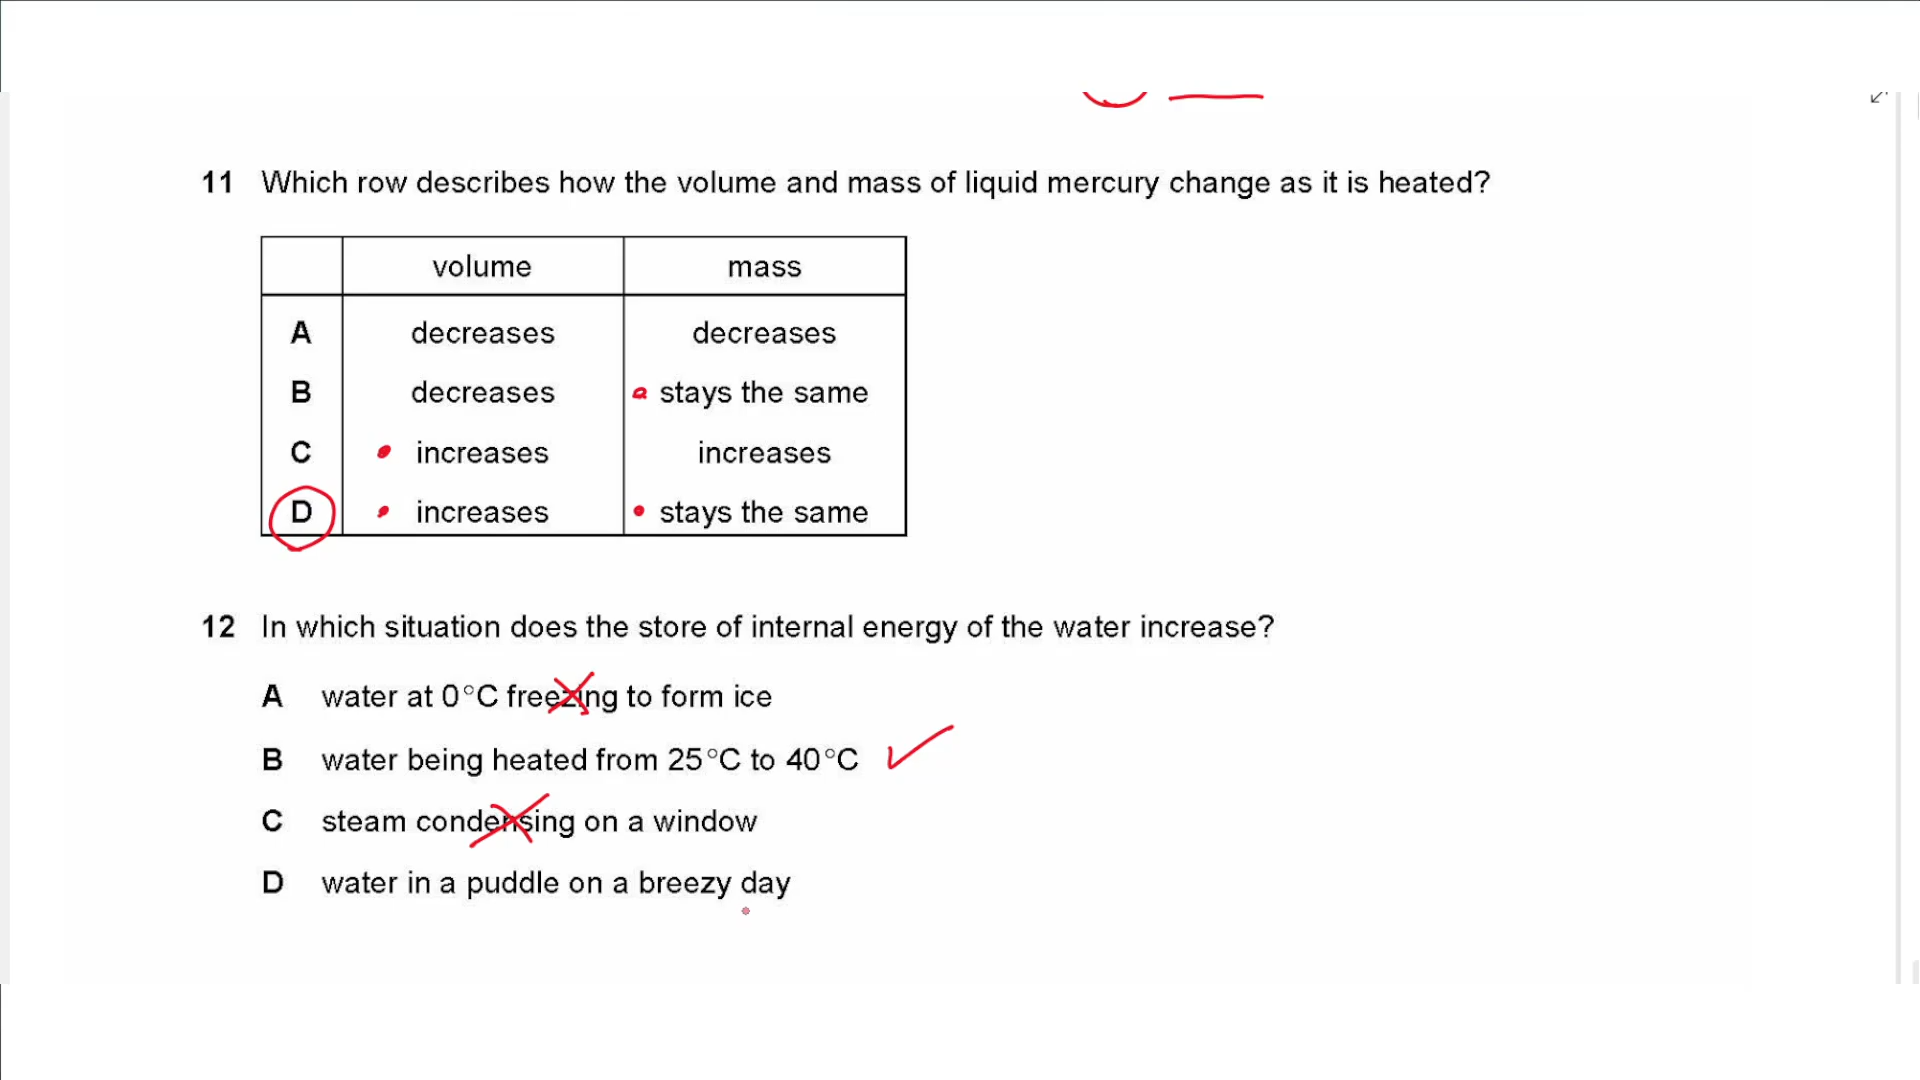 11 Which row describes how the volume and mass of liquid mercury change as it is heated?
volume mass
A decreases decreases
B decreases stays the same
C increases increases
D increases stays the same
12 In which situation does the store of internal energy of the water increase?
A water at 0°C freezing to form ice
B water being heated from 25°C to 40°C
C steam condensing on a window
D water in a puddle on a breezy day